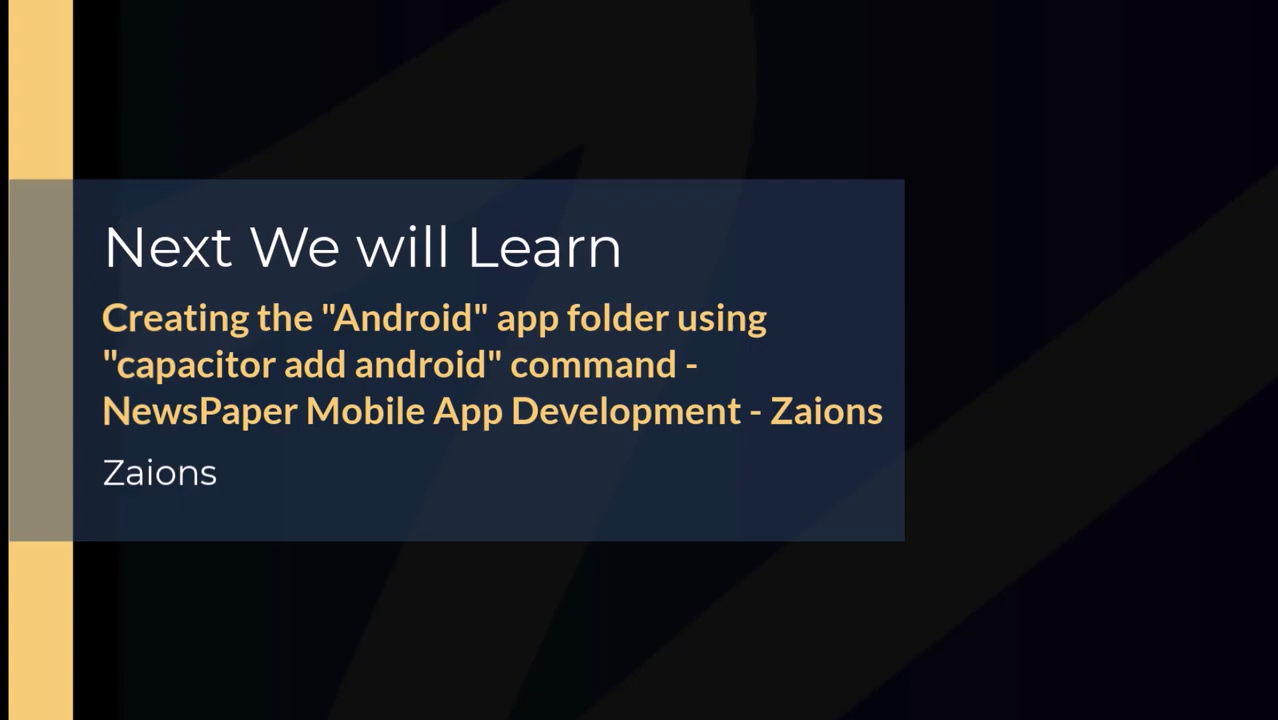 Next We will Learn
Creating the "Android" app folder using
"capacitor add android" command -
NewsPaper Mobile App Development - Zaions
Zaions